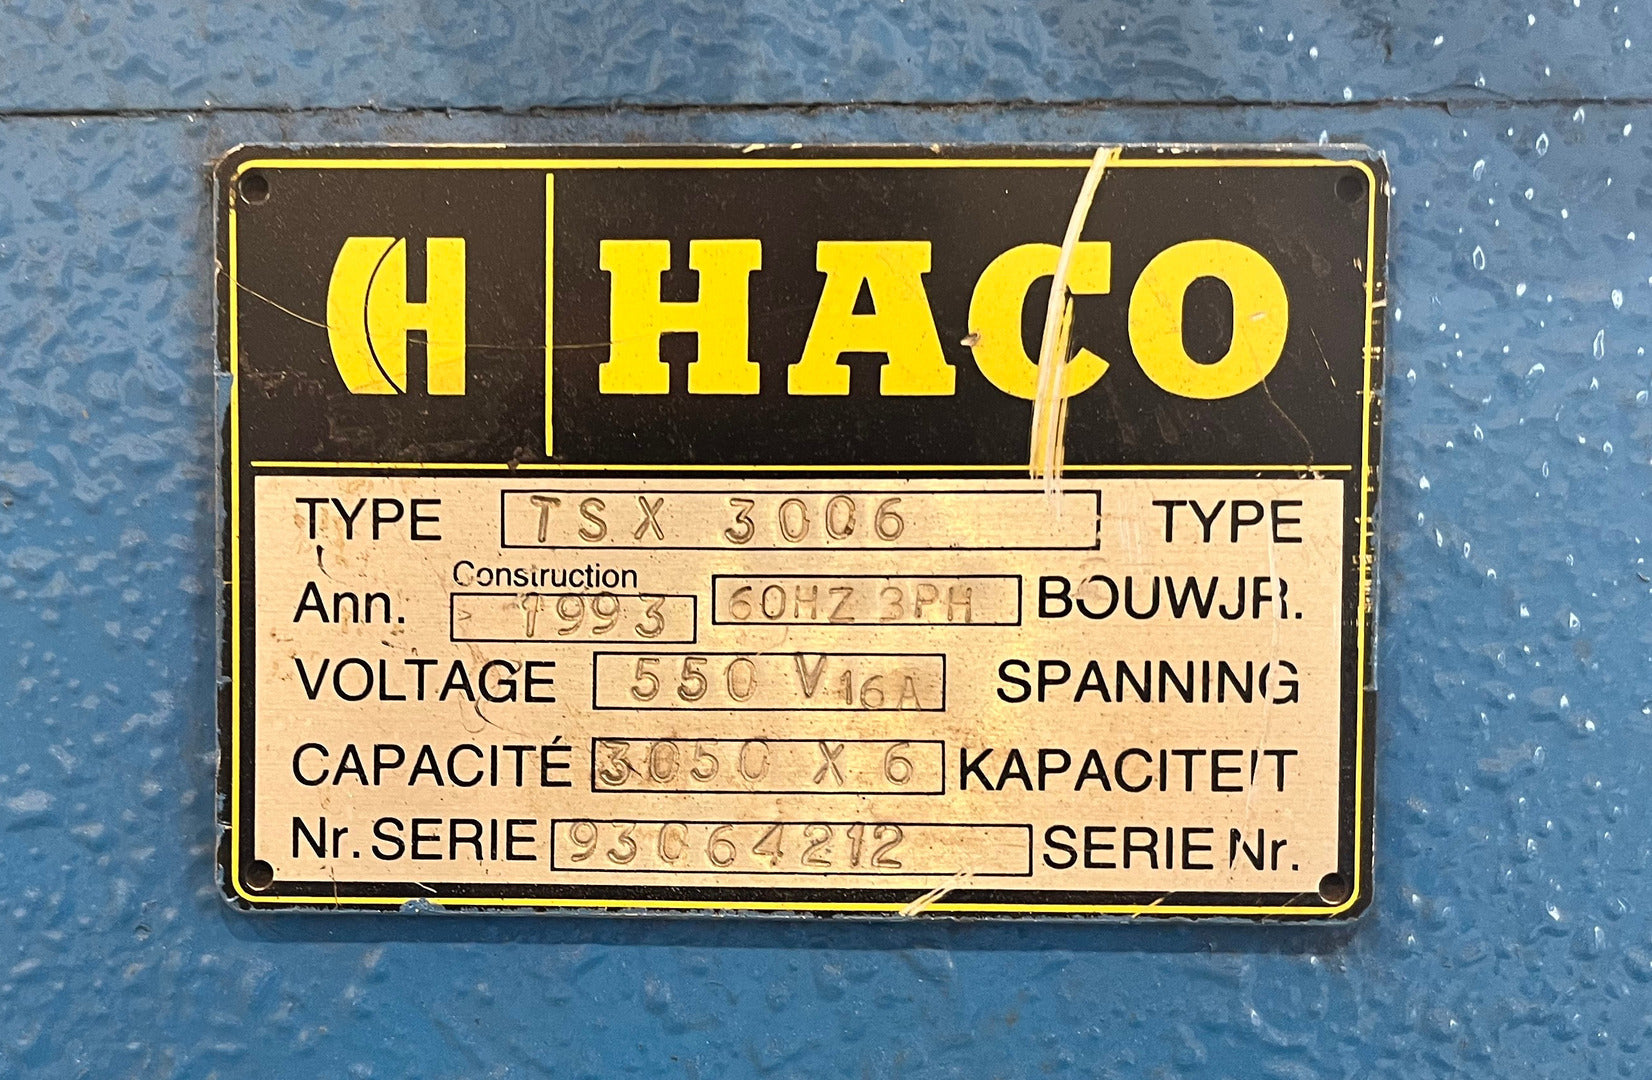 H HACO
TYPE TSX 3006 TYPE
Construction
Ann. 1993 60HZ 3PH BOUWJR.
VOLTAGE 550 V 16A SPANNING
CAPACITÉ 3050 X 6 KAPACITEIT
Nr. SERIE 93064212 SERIE Nr.